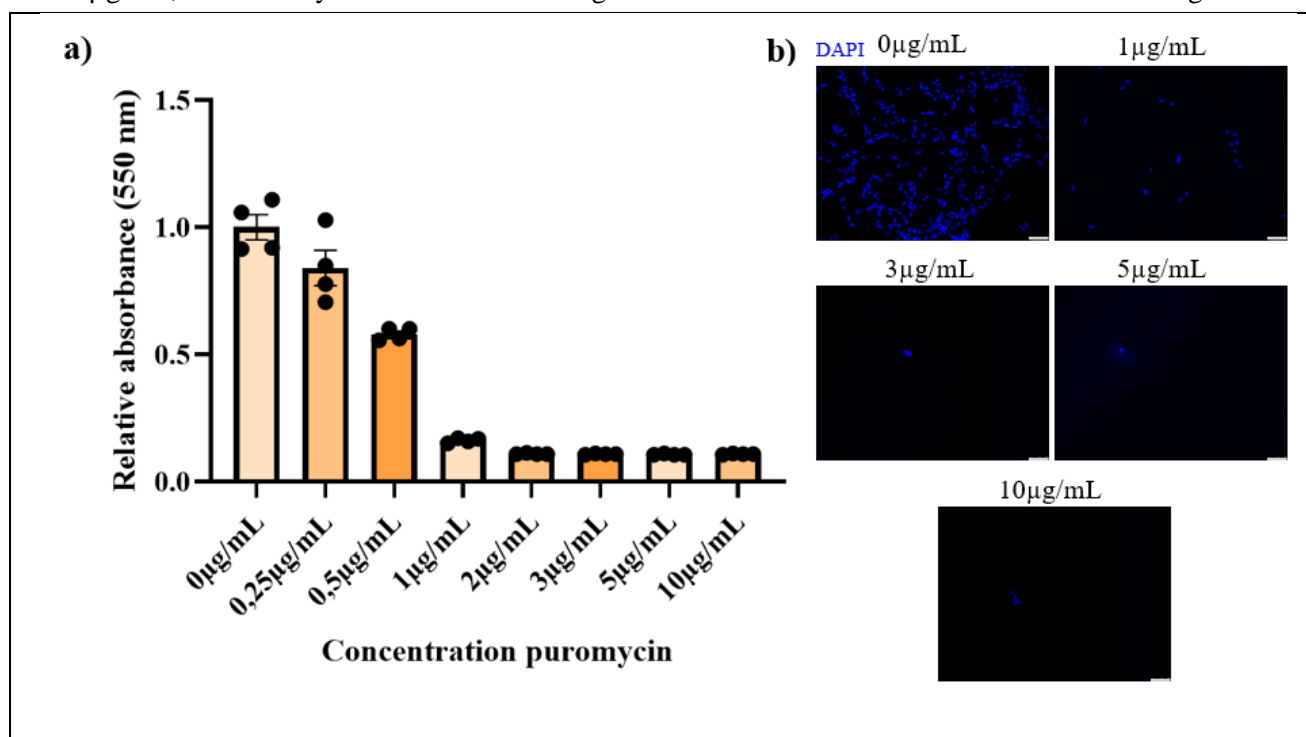 a)
Relative absorbance (550 nm)
1.5
1.0
0.5
0.0
0µg/mL
0,25µg/mL
0,5µg/mL
1µg/mL
2µg/mL
3µg/mL
5µg/mL
10µg/mL
Concentration puromycin
b)
DAPI 0µg/mL
1µg/mL
3µg/mL
5µg/mL
10µg/mL